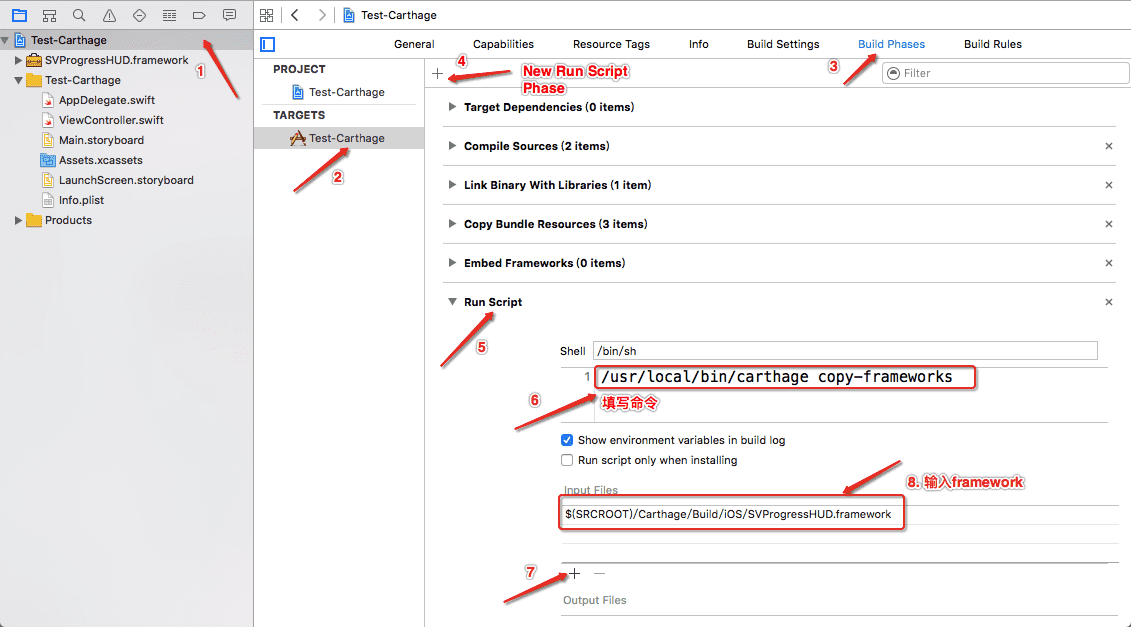 Test-Carthage
Test-Carthage
SVProgressHUD.framework
1
Test-Carthage
AppDelegate.swift
ViewController.swift
Main.storyboard
Assets.xcassets
LaunchScreen.storyboard
Info.plist
Products
General Capabilities Resource Tags Info Build Settings Build Phases Build Rules
PROJECT
Test-Carthage
TARGETS
Test-Carthage
2
3
4
New Run Script
Phase
Filter
Target Dependencies (0 items)
Compile Sources (2 items)
Link Binary With Libraries (1 item)
Copy Bundle Resources (3 items)
Embed Frameworks (0 items)
Run Script
5
Shell /bin/sh
1 /usr/local/bin/carthage copy-frameworks
6
填写命令
Show environment variables in build log
Run script only when installing
Input Files
8. 输入framework
$(SRCROOT)/Carthage/Build/iOS/SVProgressHUD.framework
7
Output Files